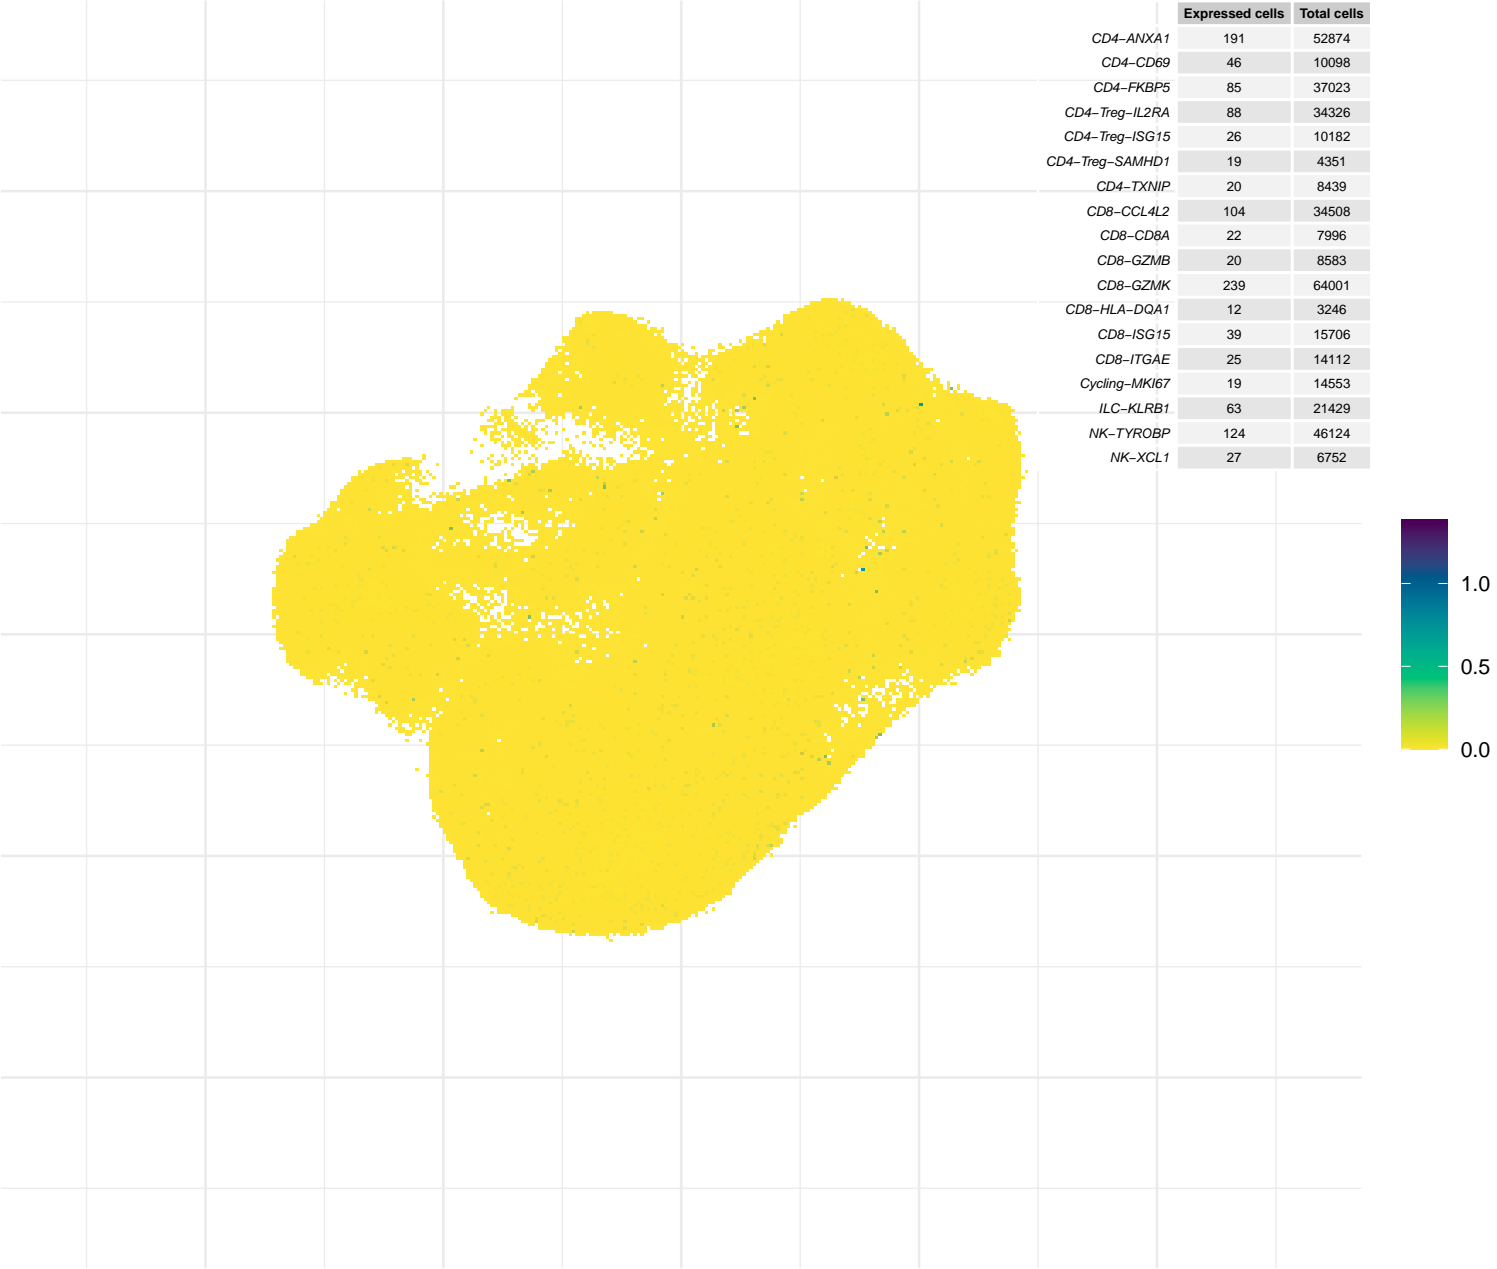 Expressed cells Total cells
CD4−ANXA1 191 52874
CD4−CD69 46 10098
CD4−FKBP5 85 37023
CD4−Treg−IL2RA 88 34326
CD4−Treg−ISG15 26 10182
CD4−Treg−SAMHD1 19 4351
CD4−TXNIP 20 8439
CD8−CCL4L2 104 34508
CD8−CD8A 22 7996
CD8−GZMB 20 8583
CD8−GZMK 239 64001
CD8−HLA−DQA1 12 3246
CD8−ISG15 39 15706
CD8−ITGAE 25 14112
Cycling−MKI67 19 14553
ILC−KLRB1 63 21429
NK−TYROBP 124 46124
NK−XCL1 27 6752
1.0
0.5
0.0